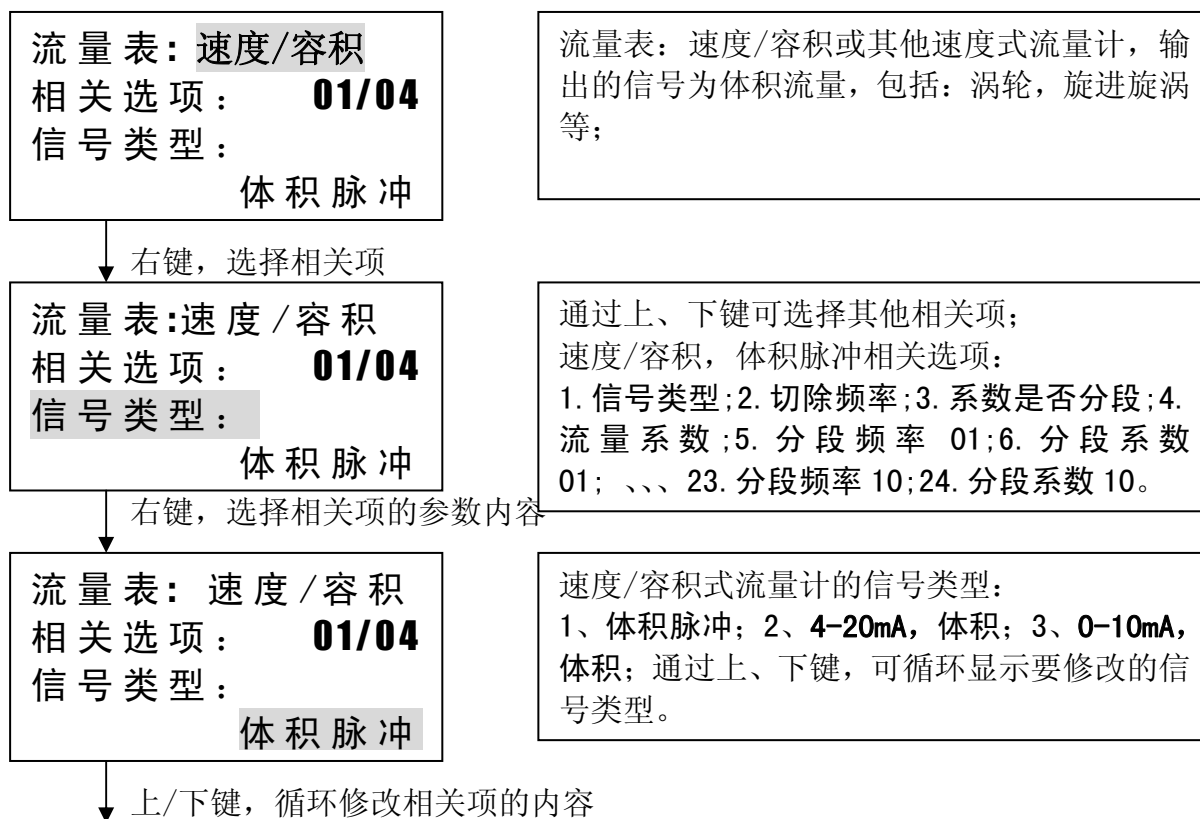 流量表：速度/容积
相关选项： 01/04
信号类型：
体积脉冲
流量表：速度/容积或其他速度式流量计，输
出的信号为体积流量，包括：涡轮，旋进旋涡
等；
右键，选择相关项
流量表:速度/容积
相关选项： 01/04
信号类型：
体积脉冲
通过上、下键可选择其他相关项；
速度/容积，体积脉冲相关选项：
1.信号类型;2.切除频率;3.系数是否分段;4.
流量系数;5.分段频率 01;6.分段系数
01; 、、、 23.分段频率 10;24.分段系数 10。
右键，选择相关项的参数内容
流量表：速度/容积
相关选项： 01/04
信号类型：
体积脉冲
速度/容积式流量计的信号类型：
1、体积脉冲；2、4-20mA，体积；3、0-10mA，
体积；通过上、下键，可循环显示要修改的信
号类型。
上/下键，循环修改相关项的内容